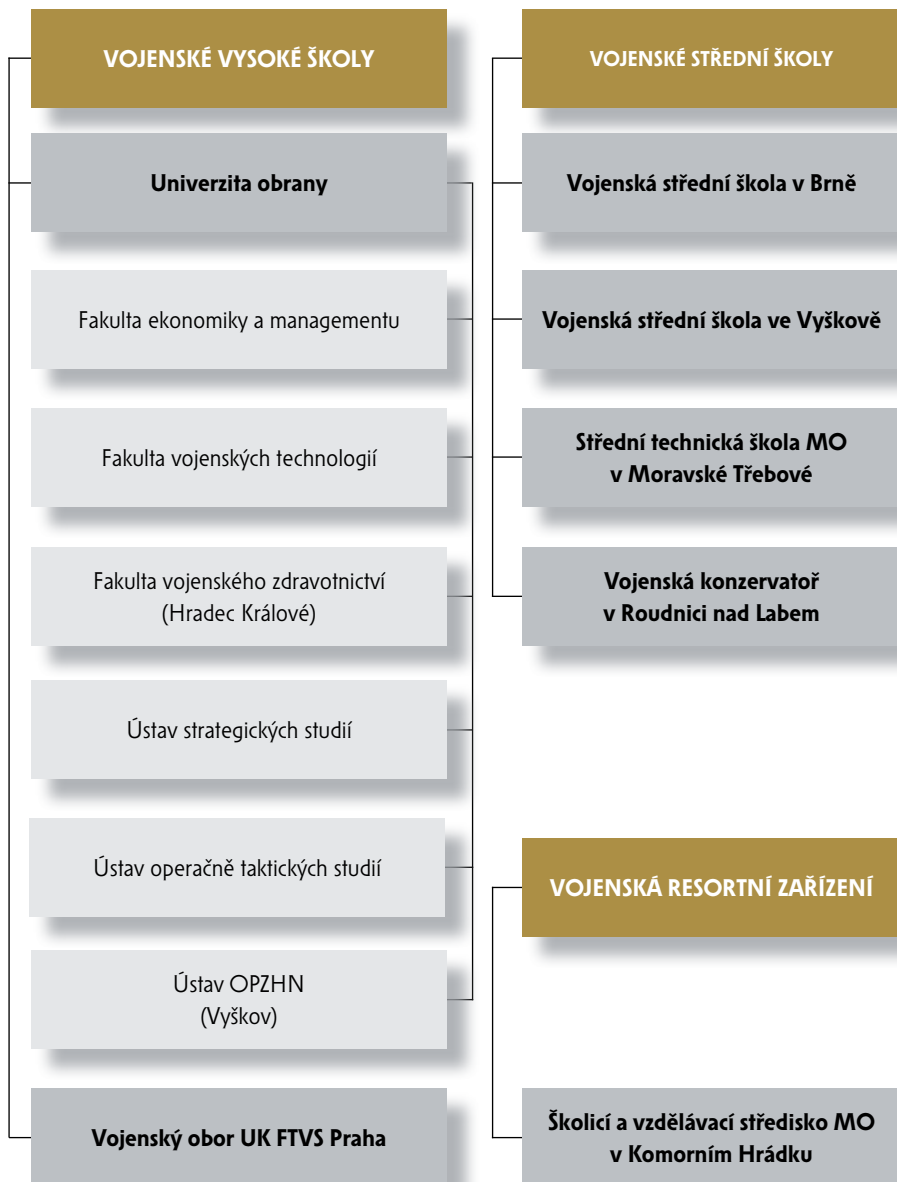 VOJENSKÉ VYSOKÉ ŠKOLY
Univerzita obrany
Fakulta ekonomiky a managementu
Fakulta vojenských technologií
Fakulta vojenského zdravotnictví
(Hradec Králové)
Ústav strategických studií
Ústav operačně taktických studií
Ústav OPZHN
(Vyškov)
Vojenský obor UK FTVS Praha
VOJENSKÉ STŘEDNÍ ŠKOLY
Vojenská střední škola v Brně
Vojenská střední škola ve Vyškově
Střední technická škola MO
v Moravské Třebové
Vojenská konzervatoř
v Roudnici nad Labem
VOJENSKÁ RESORTNÍ ZAŘÍZENÍ
Školicí a vzdělávací středisko MO
v Komorním Hrádku